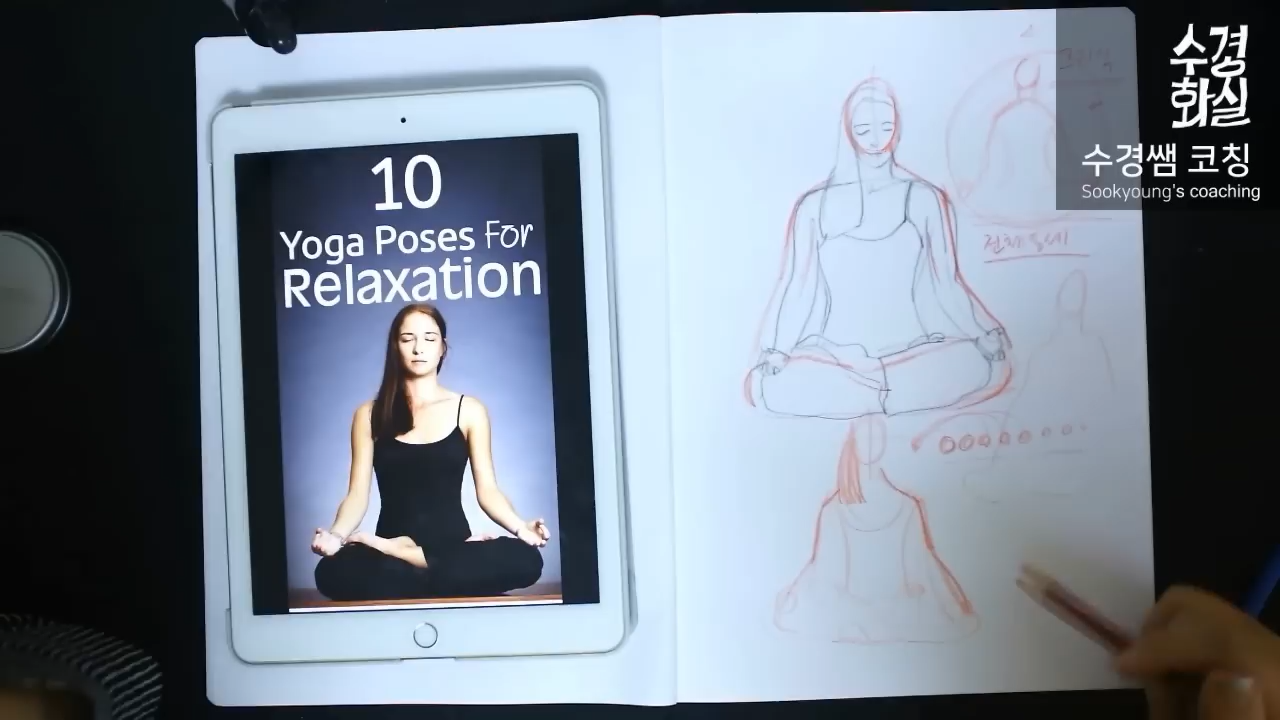 10
Yoga Poses For
Relaxation
수경
화실
수경쌤 코칭
Sookyoung's coaching